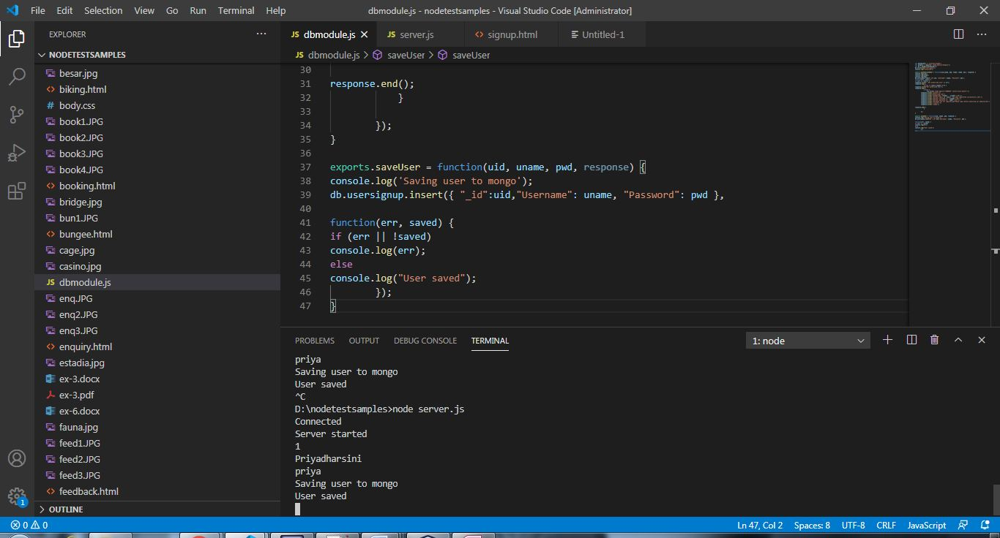 File Edit Selection View Go Run Terminal Help
dbmodule.js - nodetestsamples - Visual Studio Code [Administrator]
EXPLORER
NODETESTSAMPLES
besar.jpg
biking.html
# body.css
book1.JPG
book2.JPG
book3.JPG
book4.JPG
booking.html
bridge.jpg
bun1.JPG
bungee.html
cage.jpg
casino.jpg
JS dbmodule.js
enq.JPG
enq2.JPG
enq3.JPG
enquiry.html
estadia.jpg
ex-3.docx
ex-3.pdf
ex-6.docx
fauna.jpg
feed1.JPG
feed2.JPG
feed3.JPG
feedback.html
OUTLINE
1
JS dbmodule.js
JS server.js
<> signup.html
Untitled-1
JS dbmodule.js > saveUser > saveUser
30
31 response.end();
32 }
33
34 });
35 }
36
37 exports.saveUser = function(uid, uname, pwd, response) {
38 console.log('Saving user to mongo');
39 db.usersignup.insert({ "_id":uid,"Username": uname, "Password": pwd },
40
41 function(err, saved) {
42 if (err || !saved)
43 console.log(err);
44 else
45 console.log("User saved");
46 });
47 }
PROBLEMS OUTPUT DEBUG CONSOLE TERMINAL
1: node
priya
Saving user to mongo
User saved
^C
D:\nodetestsamples>node server.js
Connected
Server started
1
Priyadharsini
priya
Saving user to mongo
User saved
0 0
Ln 47, Col 2 Spaces: 8 UTF-8 CRLF JavaScript